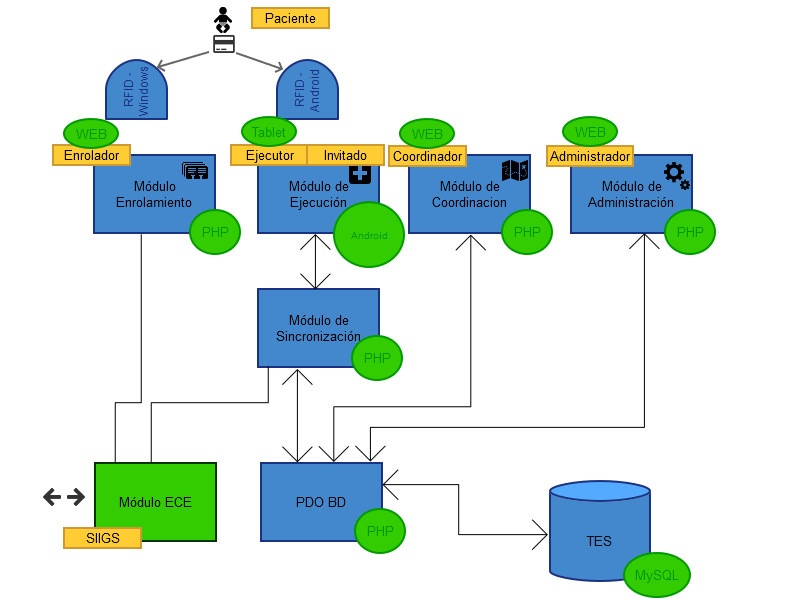 Paciente
RFID -
Windows
RFID -
Android
WEB
Tablet
WEB
WEB
Enrolador
Ejecutor
Invitado
Coordinador
Administrador
Módulo
Enrolamiento
Módulo de
Ejecución
Módulo de
Coordinacion
Módulo de
Administración
PHP
Android
PHP
PHP
Módulo de
Sincronización
PHP
Módulo ECE
SIIGS
PDO BD
PHP
TES
MySQL